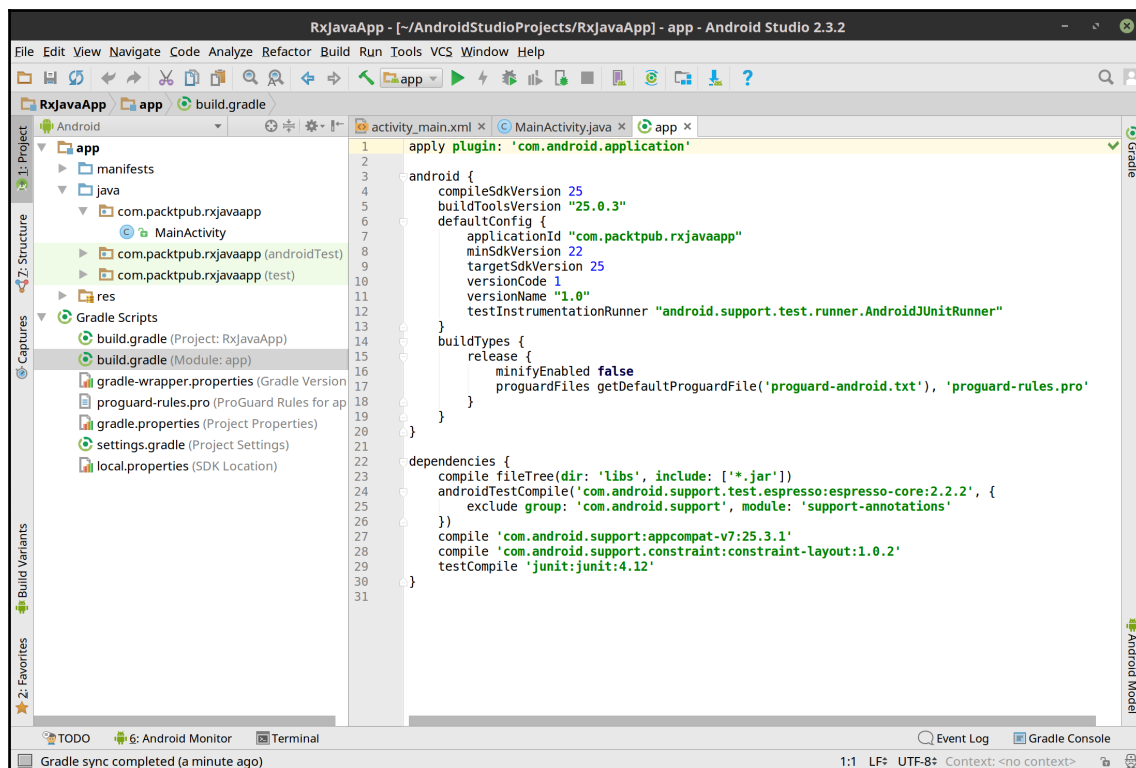 RxJavaApp - [~/AndroidStudioProjects/RxJavaApp] - app - Android Studio 2.3.2
File Edit View Navigate Code Analyze Refactor Build Run Tools VCS Window Help
app
RxJavaApp app build.gradle
1: Project
Z: Structure
Captures
Build Variants
2: Favorites
Android
app
manifests
java
com.packtpub.rxjavaapp
MainActivity
com.packtpub.rxjavaapp (androidTest)
com.packtpub.rxjavaapp (test)
res
Gradle Scripts
build.gradle (Project: RxJavaApp)
build.gradle (Module: app)
gradle-wrapper.properties (Gradle Version
proguard-rules.pro (ProGuard Rules for ap
gradle.properties (Project Properties)
settings.gradle (Project Settings)
local.properties (SDK Location)
activity_main.xml MainActivity.java app
1 apply plugin: 'com.android.application'
2
3 android {
4 compileSdkVersion 25
5 buildToolsVersion "25.0.3"
6 defaultConfig {
7 applicationId "com.packtpub.rxjavaapp"
8 minSdkVersion 22
9 targetSdkVersion 25
10 versionCode 1
11 versionName "1.0"
12 testInstrumentationRunner "android.support.test.runner.AndroidJUnitRunner"
13 }
14 buildTypes {
15 release {
16 minifyEnabled false
17 proguardFiles getDefaultProguardFile('proguard-android.txt'), 'proguard-rules.pro'
18 }
19 }
20 }
21
22 dependencies {
23 compile fileTree(dir: 'libs', include: ['*.jar'])
24 androidTestCompile('com.android.support.test.espresso:espresso-core:2.2.2', {
25 exclude group: 'com.android.support', module: 'support-annotations'
26 })
27 compile 'com.android.support:appcompat-v7:25.3.1'
28 compile 'com.android.support.constraint:constraint-layout:1.0.2'
29 testCompile 'junit:junit:4.12'
30 }
31
Gradle
Android Model
TODO 6: Android Monitor Terminal Event Log Gradle Console
Gradle sync completed (a minute ago) 1:1 LF UTF-8 Context: <no context>